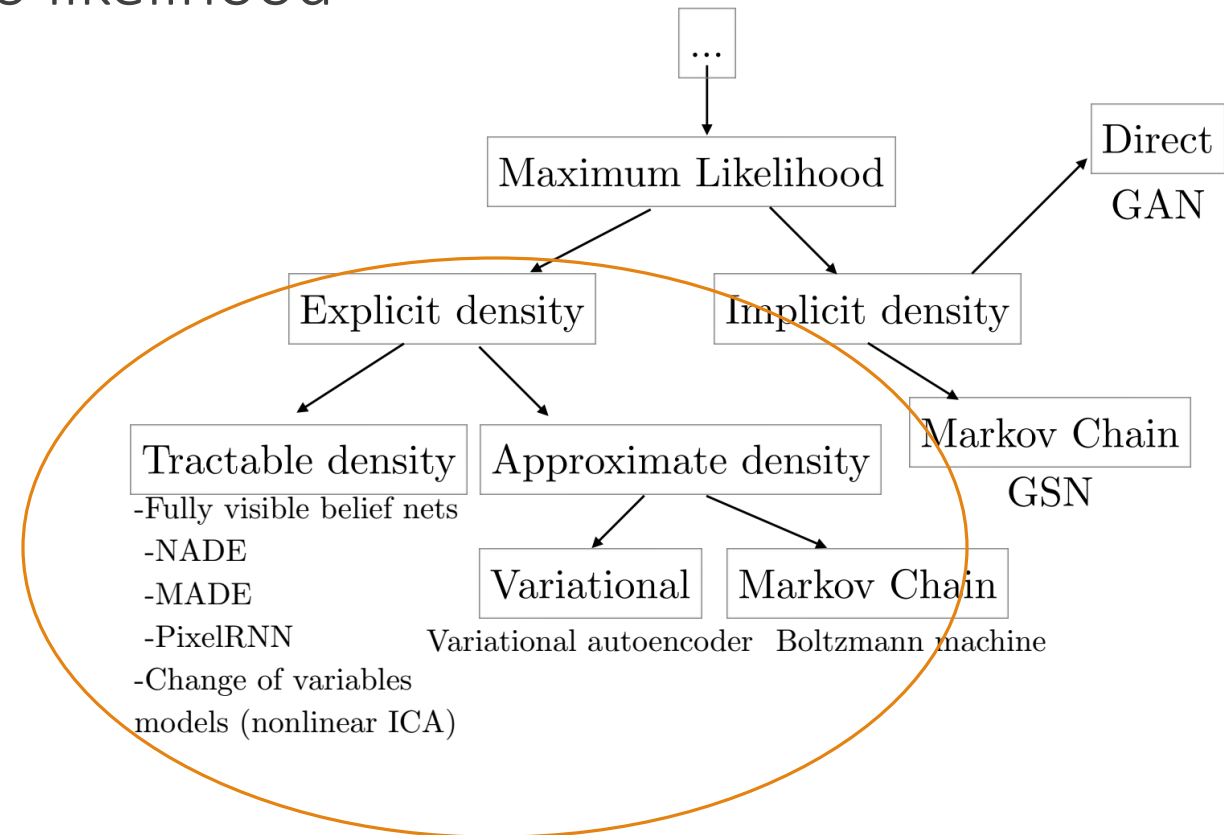 likelihood
...
Maximum Likelihood
Direct
GAN
Explicit density
Implicit density
Tractable density
-Fully visible belief nets
-NADE
-MADE
-PixelRNN
-Change of variables
models (nonlinear ICA)
Approximate density
Variational
Variational autoencoder
Markov Chain
Boltzmann machine
Markov Chain
GSN